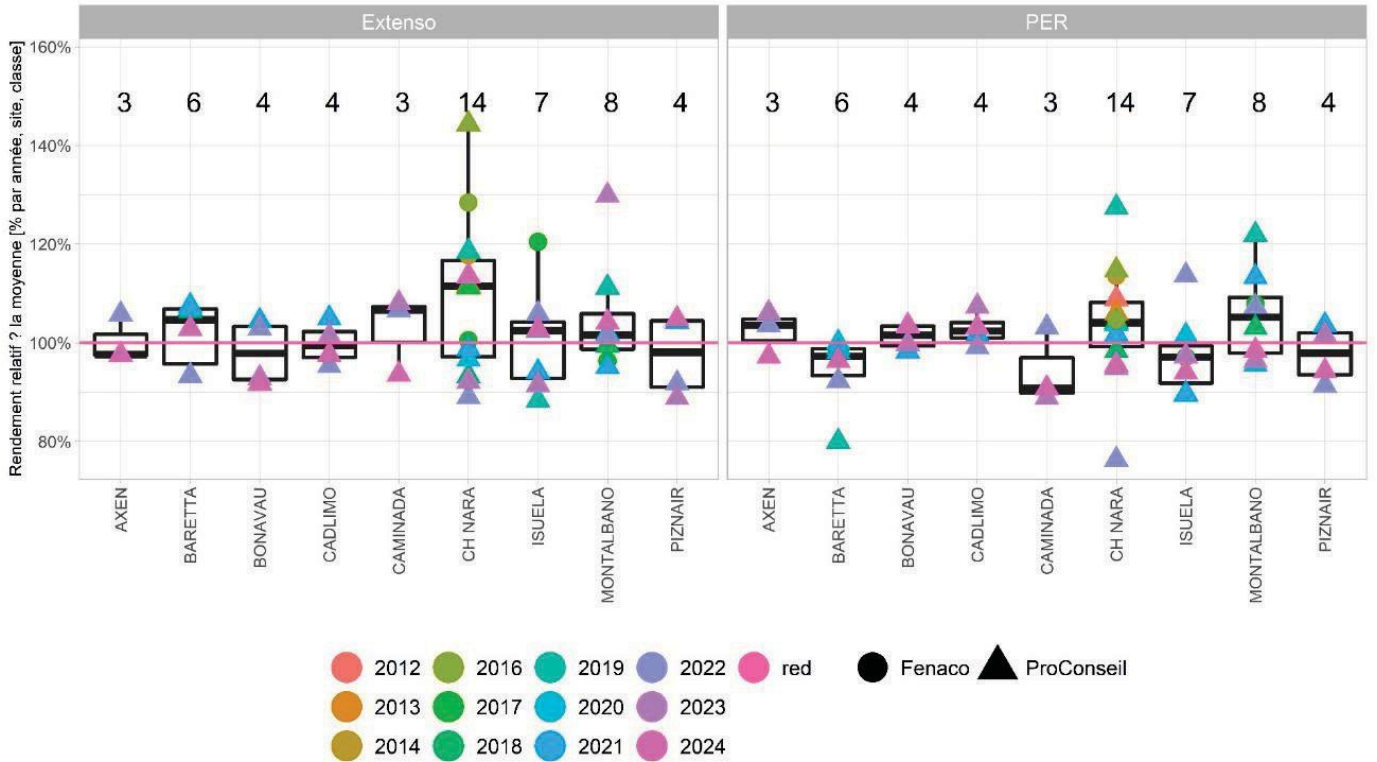 Extenso
PER
Rendement relatif ? la moyenne [% par année, site, classe]
160%
140%
120%
100%
80%
3 6 4 4 3 14 7 8 4
3 6 4 4 3 14 7 8 4
AXEN
BARETTA
BONAVAU
CADLIMO
CAMINADA
CH NARA
ISUELA
MONTALBANO
PIZNAIR
AXEN
BARETTA
BONAVAU
CADLIMO
CAMINADA
CH NARA
ISUELA
MONTALBANO
PIZNAIR
2012 2016 2019 2022 red Fenaco ProConseil
2013 2017 2020 2023
2014 2018 2021 2024